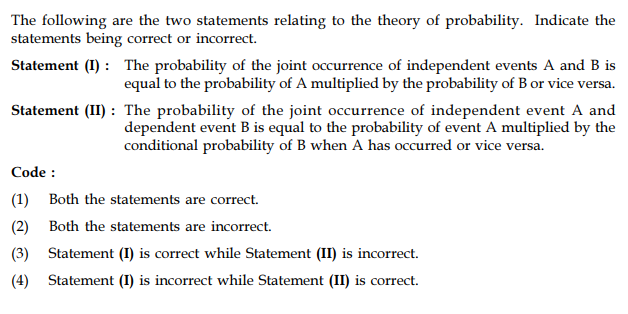 The following are the two statements relating to the theory of probability. Indicate the
statements being correct or incorrect.
Statement (I) : The probability of the joint occurrence of independent events A and B is
equal to the probability of A multiplied by the probability of B or vice versa.
Statement (II) : The probability of the joint occurrence of independent event A and
dependent event B is equal to the probability of event A multiplied by the
conditional probability of B when A has occurred or vice versa.
Code :
(1) Both the statements are correct.
(2) Both the statements are incorrect.
(3) Statement (I) is correct while Statement (II) is incorrect.
(4) Statement (I) is incorrect while Statement (II) is correct.